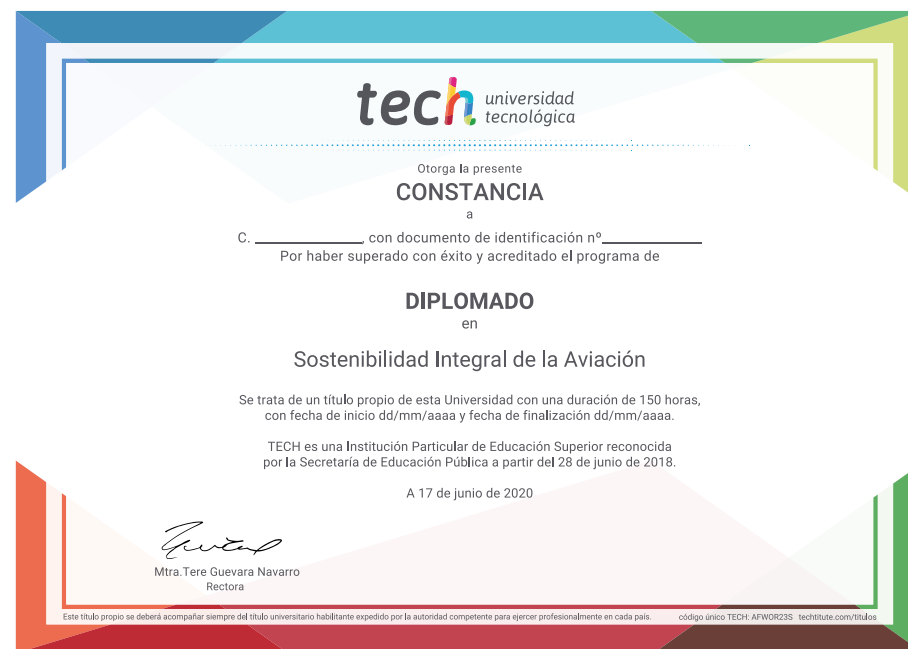 tech universidad
tecnológica
Otorga la presente
CONSTANCIA
a
C. ____________, con documento de identificación nº____________
Por haber superado con éxito y acreditado el programa de
DIPLOMADO
en
Sostenibilidad Integral de la Aviación
Se trata de un título propio de esta Universidad con una duración de 150 horas,
con fecha de inicio dd/mm/aaaa y fecha de finalización dd/mm/aaaa.
TECH es una Institución Particular de Educación Superior reconocida
por la Secretaría de Educación Pública a partir del 28 de junio de 2018.
A 17 de junio de 2020
Mtra.Tere Guevara Navarro
Rectora
Este título propio se deberá acompañar siempre del título universitario habilitante expedido por la autoridad competente para ejercer profesionalmente en cada país. código único TECH: AFWOR23S techtitute.com/titulos